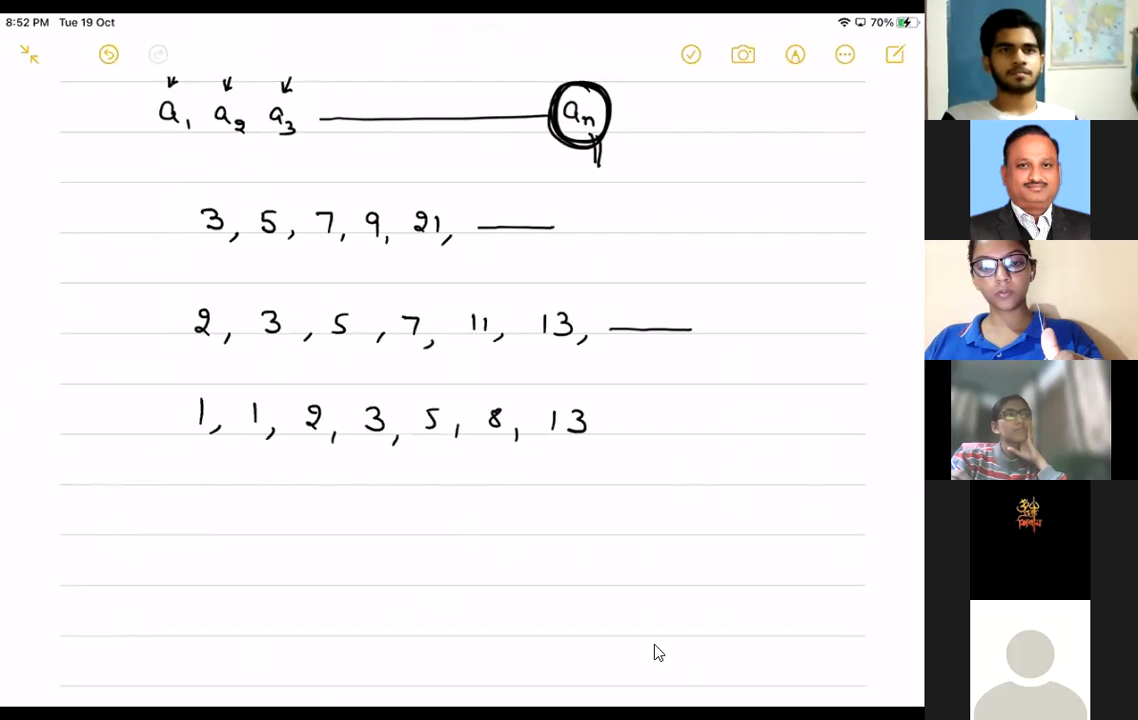 8:52 PM Tue 19 Oct
70%
a₁ a₂ a₃ ——— aₙ
3, 5, 7, 9, 21, ———
2, 3, 5, 7, 11, 13, ———
1, 1, 2, 3, 5, 8, 13
ॐ